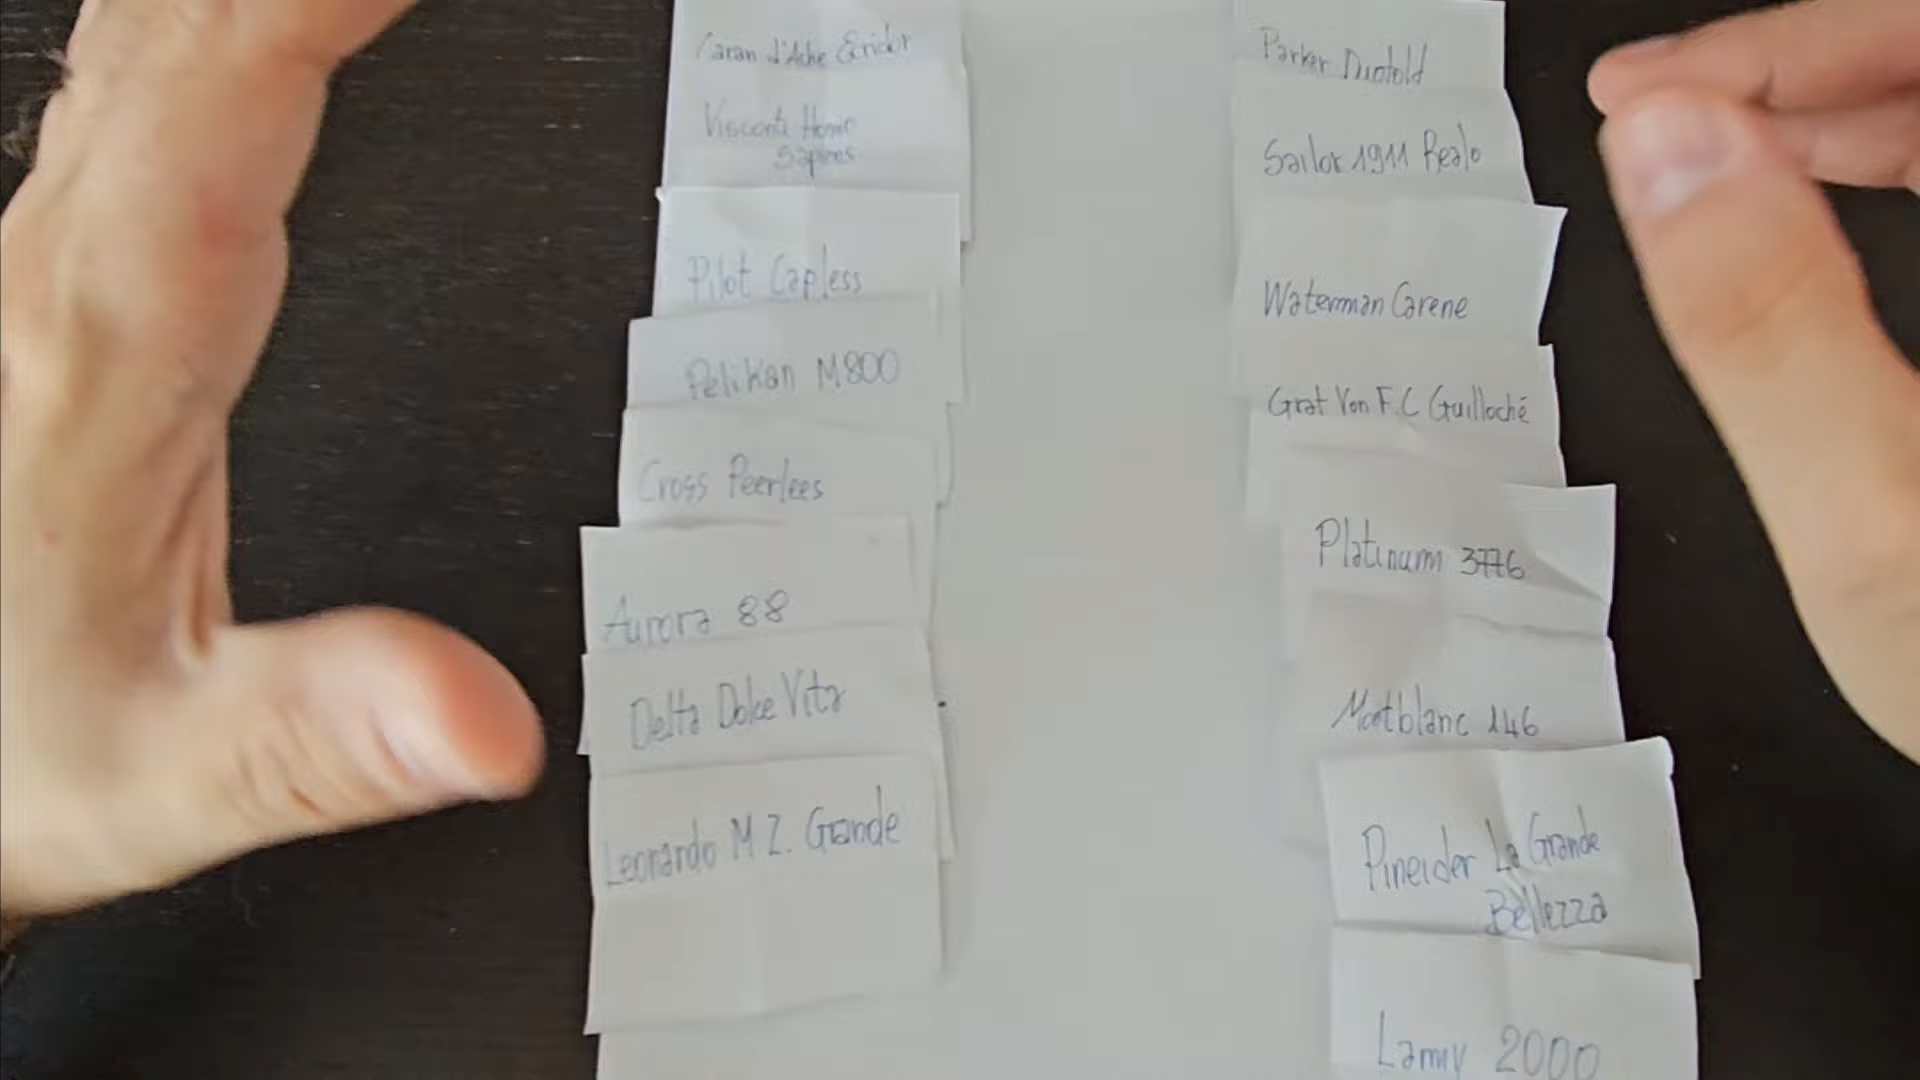 Caran d'Ache Ecridor
Visconti Homo
Sapiens
Pilot Capless
Pelikan M800
Cross Peerlees
Aurora 88
Delta Dolce Vita
Leonardo M Z. Grande
Parker Duofold
Sailor 1911 Realo
Waterman Carene
Graf Von F.C Guilloché
Platinum 3776
Montblanc 146
Pineider La Grande
Bellezza
Lamy 2000